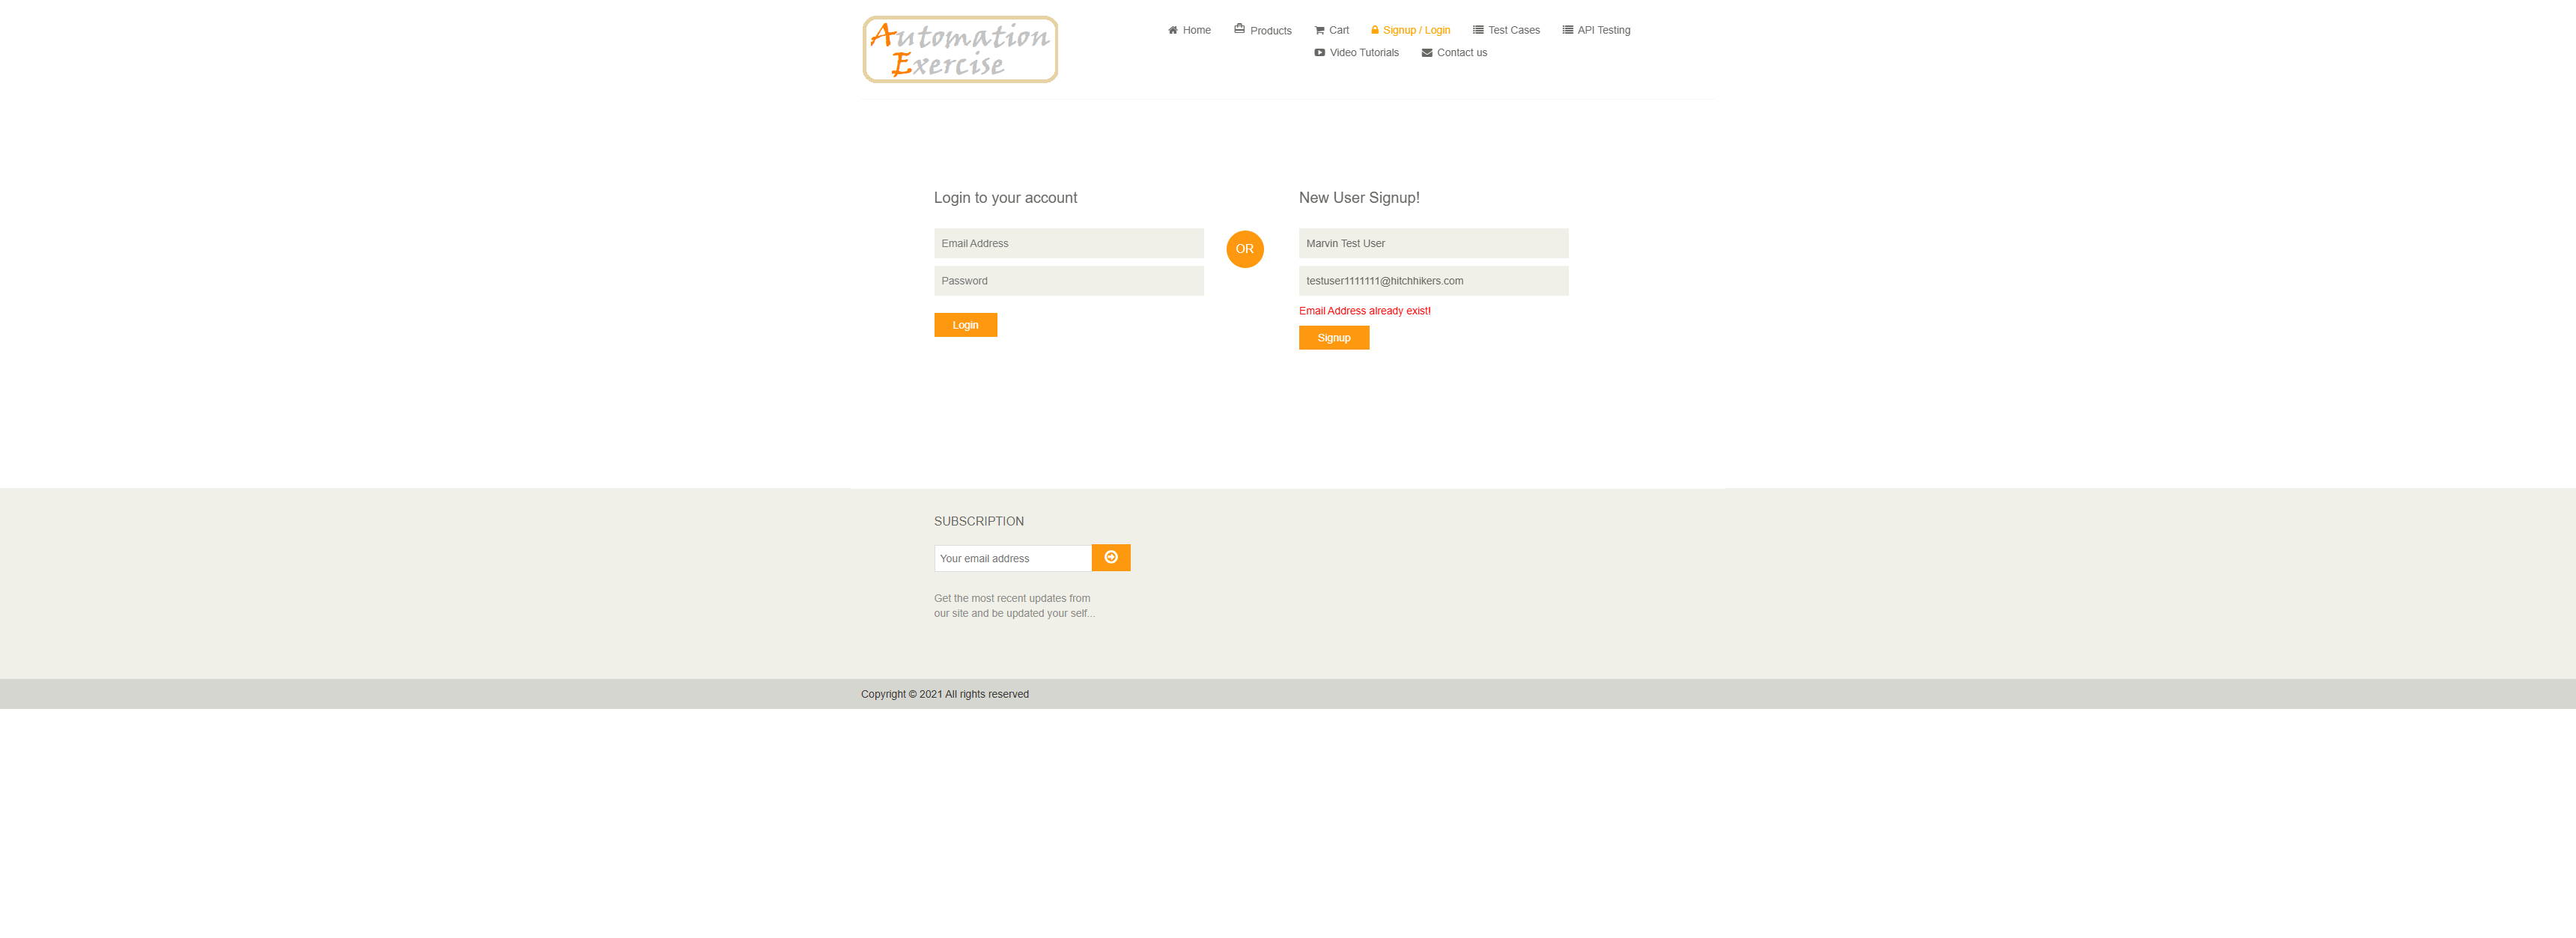 Automation
Exercise
Home Products Cart Signup / Login Test Cases API Testing
Video Tutorials Contact us
Login to your account
Email Address
Password
Login
OR
New User Signup!
Marvin Test User
testuser1111111@hitchhikers.com
Email Address already exist!
Signup
SUBSCRIPTION
Your email address
Get the most recent updates from
our site and be updated your self...
Copyright © 2021 All rights reserved